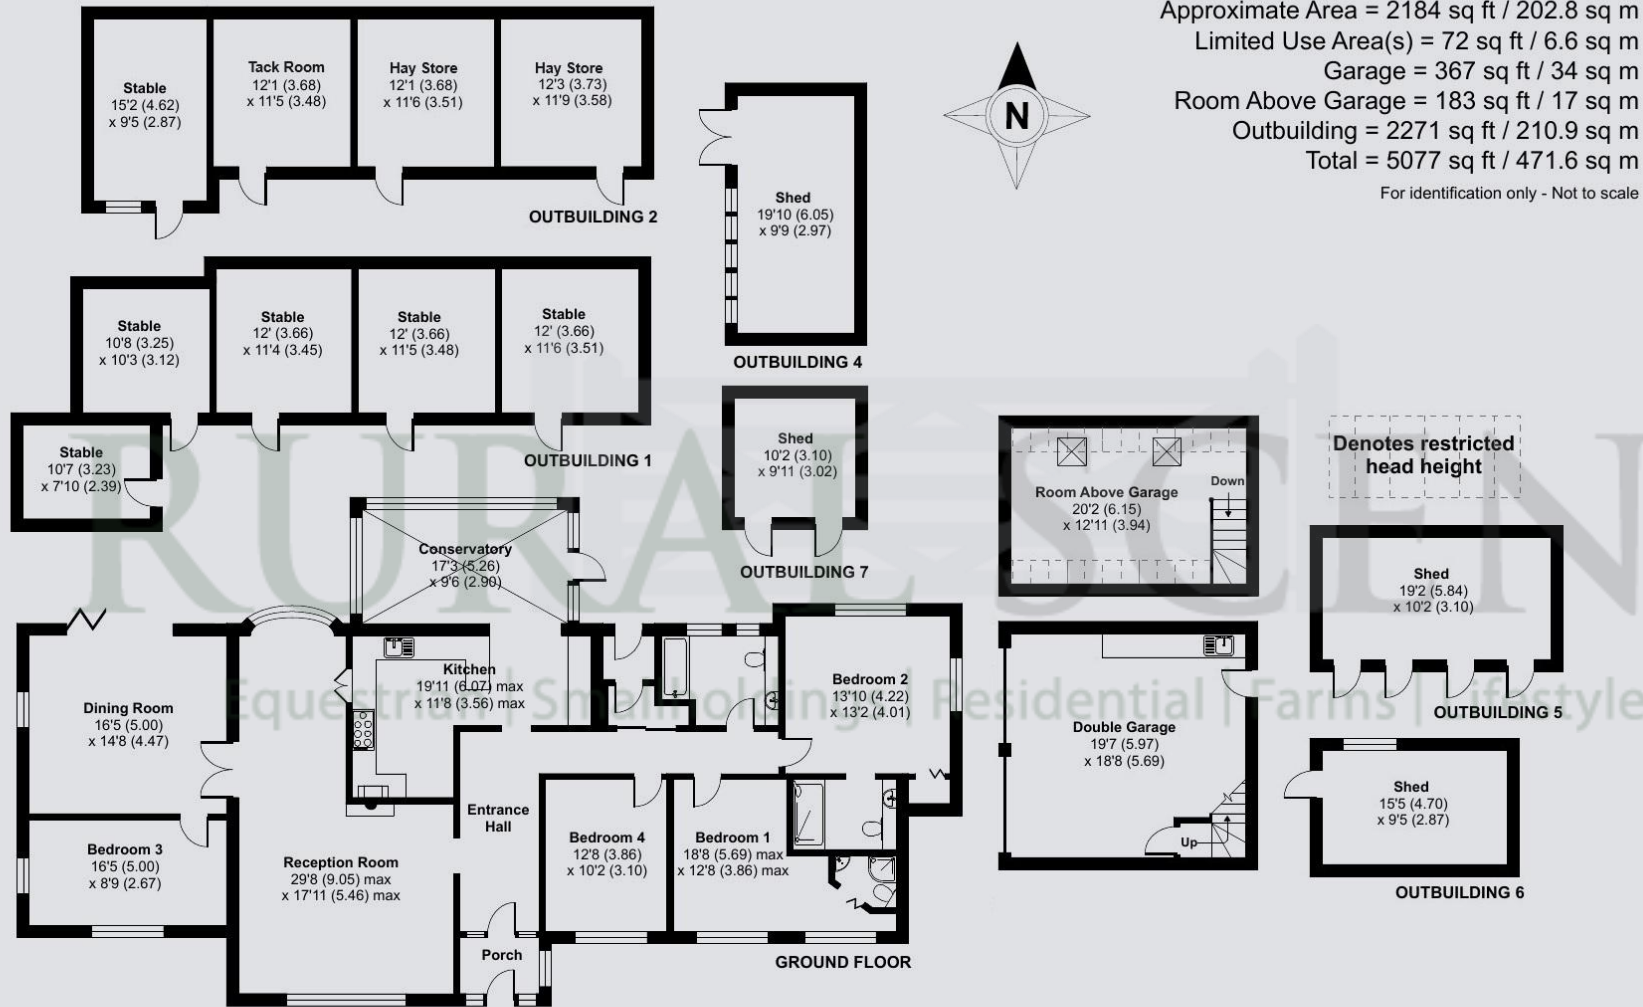 Approximate Area = 2184 sq ft / 202.8 sq m
Limited Use Area(s) = 72 sq ft / 6.6 sq m
Garage = 367 sq ft / 34 sq m
Room Above Garage = 183 sq ft / 17 sq m
Outbuilding = 2271 sq ft / 210.9 sq m
Total = 5077 sq ft / 471.6 sq m
For identification only - Not to scale
N
Stable
15'2 (4.62)
x 9'5 (2.87)
Tack Room
12'1 (3.68)
x 11'5 (3.48)
Hay Store
12'1 (3.68)
x 11'6 (3.51)
Hay Store
12'3 (3.73)
x 11'9 (3.58)
OUTBUILDING 2
Shed
19'10 (6.05)
x 9'9 (2.97)
OUTBUILDING 4
Stable
10'8 (3.25)
x 10'3 (3.12)
Stable
12' (3.66)
x 11'4 (3.45)
Stable
12' (3.66)
x 11'5 (3.48)
Stable
12' (3.66)
x 11'6 (3.51)
Stable
10'7 (3.23)
x 7'10 (2.39)
OUTBUILDING 1
Shed
10'2 (3.10)
x 9'11 (3.02)
OUTBUILDING 7
Room Above Garage
20'2 (6.15)
x 12'11 (3.94)
Down
Denotes restricted
head height
RURAL SCEN
Equestrian | Smallholding | Residential | Farms | Lifestyle
Conservatory
17'3 (5.26)
x 9'6 (2.90)
Shed
19'2 (5.84)
x 10'2 (3.10)
OUTBUILDING 5
Kitchen
19'11 (6.07) max
x 11'8 (3.56) max
Dining Room
16'5 (5.00)
x 14'8 (4.47)
Bedroom 2
13'10 (4.22)
x 13'2 (4.01)
Double Garage
19'7 (5.97)
x 18'8 (5.69)
Up
Shed
15'5 (4.70)
x 9'5 (2.87)
OUTBUILDING 6
Entrance
Hall
Bedroom 3
16'5 (5.00)
x 8'9 (2.67)
Reception Room
29'8 (9.05) max
x 17'11 (5.46) max
Bedroom 4
12'8 (3.86)
x 10'2 (3.10)
Bedroom 1
18'8 (5.69) max
x 12'8 (3.86) max
Porch
GROUND FLOOR